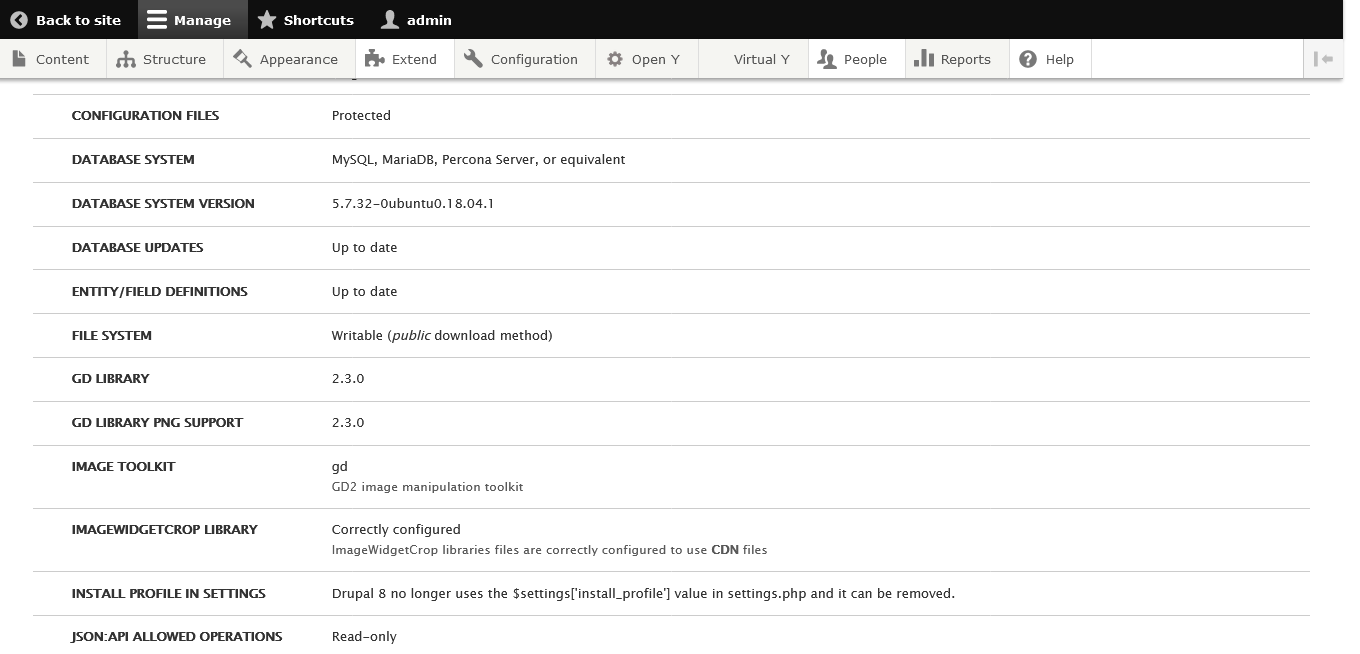 Back to site Manage Shortcuts admin
Content Structure Appearance Extend Configuration Open Y Virtual Y People Reports Help
CONFIGURATION FILES Protected
DATABASE SYSTEM MySQL, MariaDB, Percona Server, or equivalent
DATABASE SYSTEM VERSION 5.7.32-0ubuntu0.18.04.1
DATABASE UPDATES Up to date
ENTITY/FIELD DEFINITIONS Up to date
FILE SYSTEM Writable (public download method)
GD LIBRARY 2.3.0
GD LIBRARY PNG SUPPORT 2.3.0
IMAGE TOOLKIT gd
GD2 image manipulation toolkit
IMAGEWIDGETCROP LIBRARY Correctly configured
ImageWidgetCrop libraries files are correctly configured to use CDN files
INSTALL PROFILE IN SETTINGS Drupal 8 no longer uses the $settings['install_profile'] value in settings.php and it can be removed.
JSON:API ALLOWED OPERATIONS Read-only